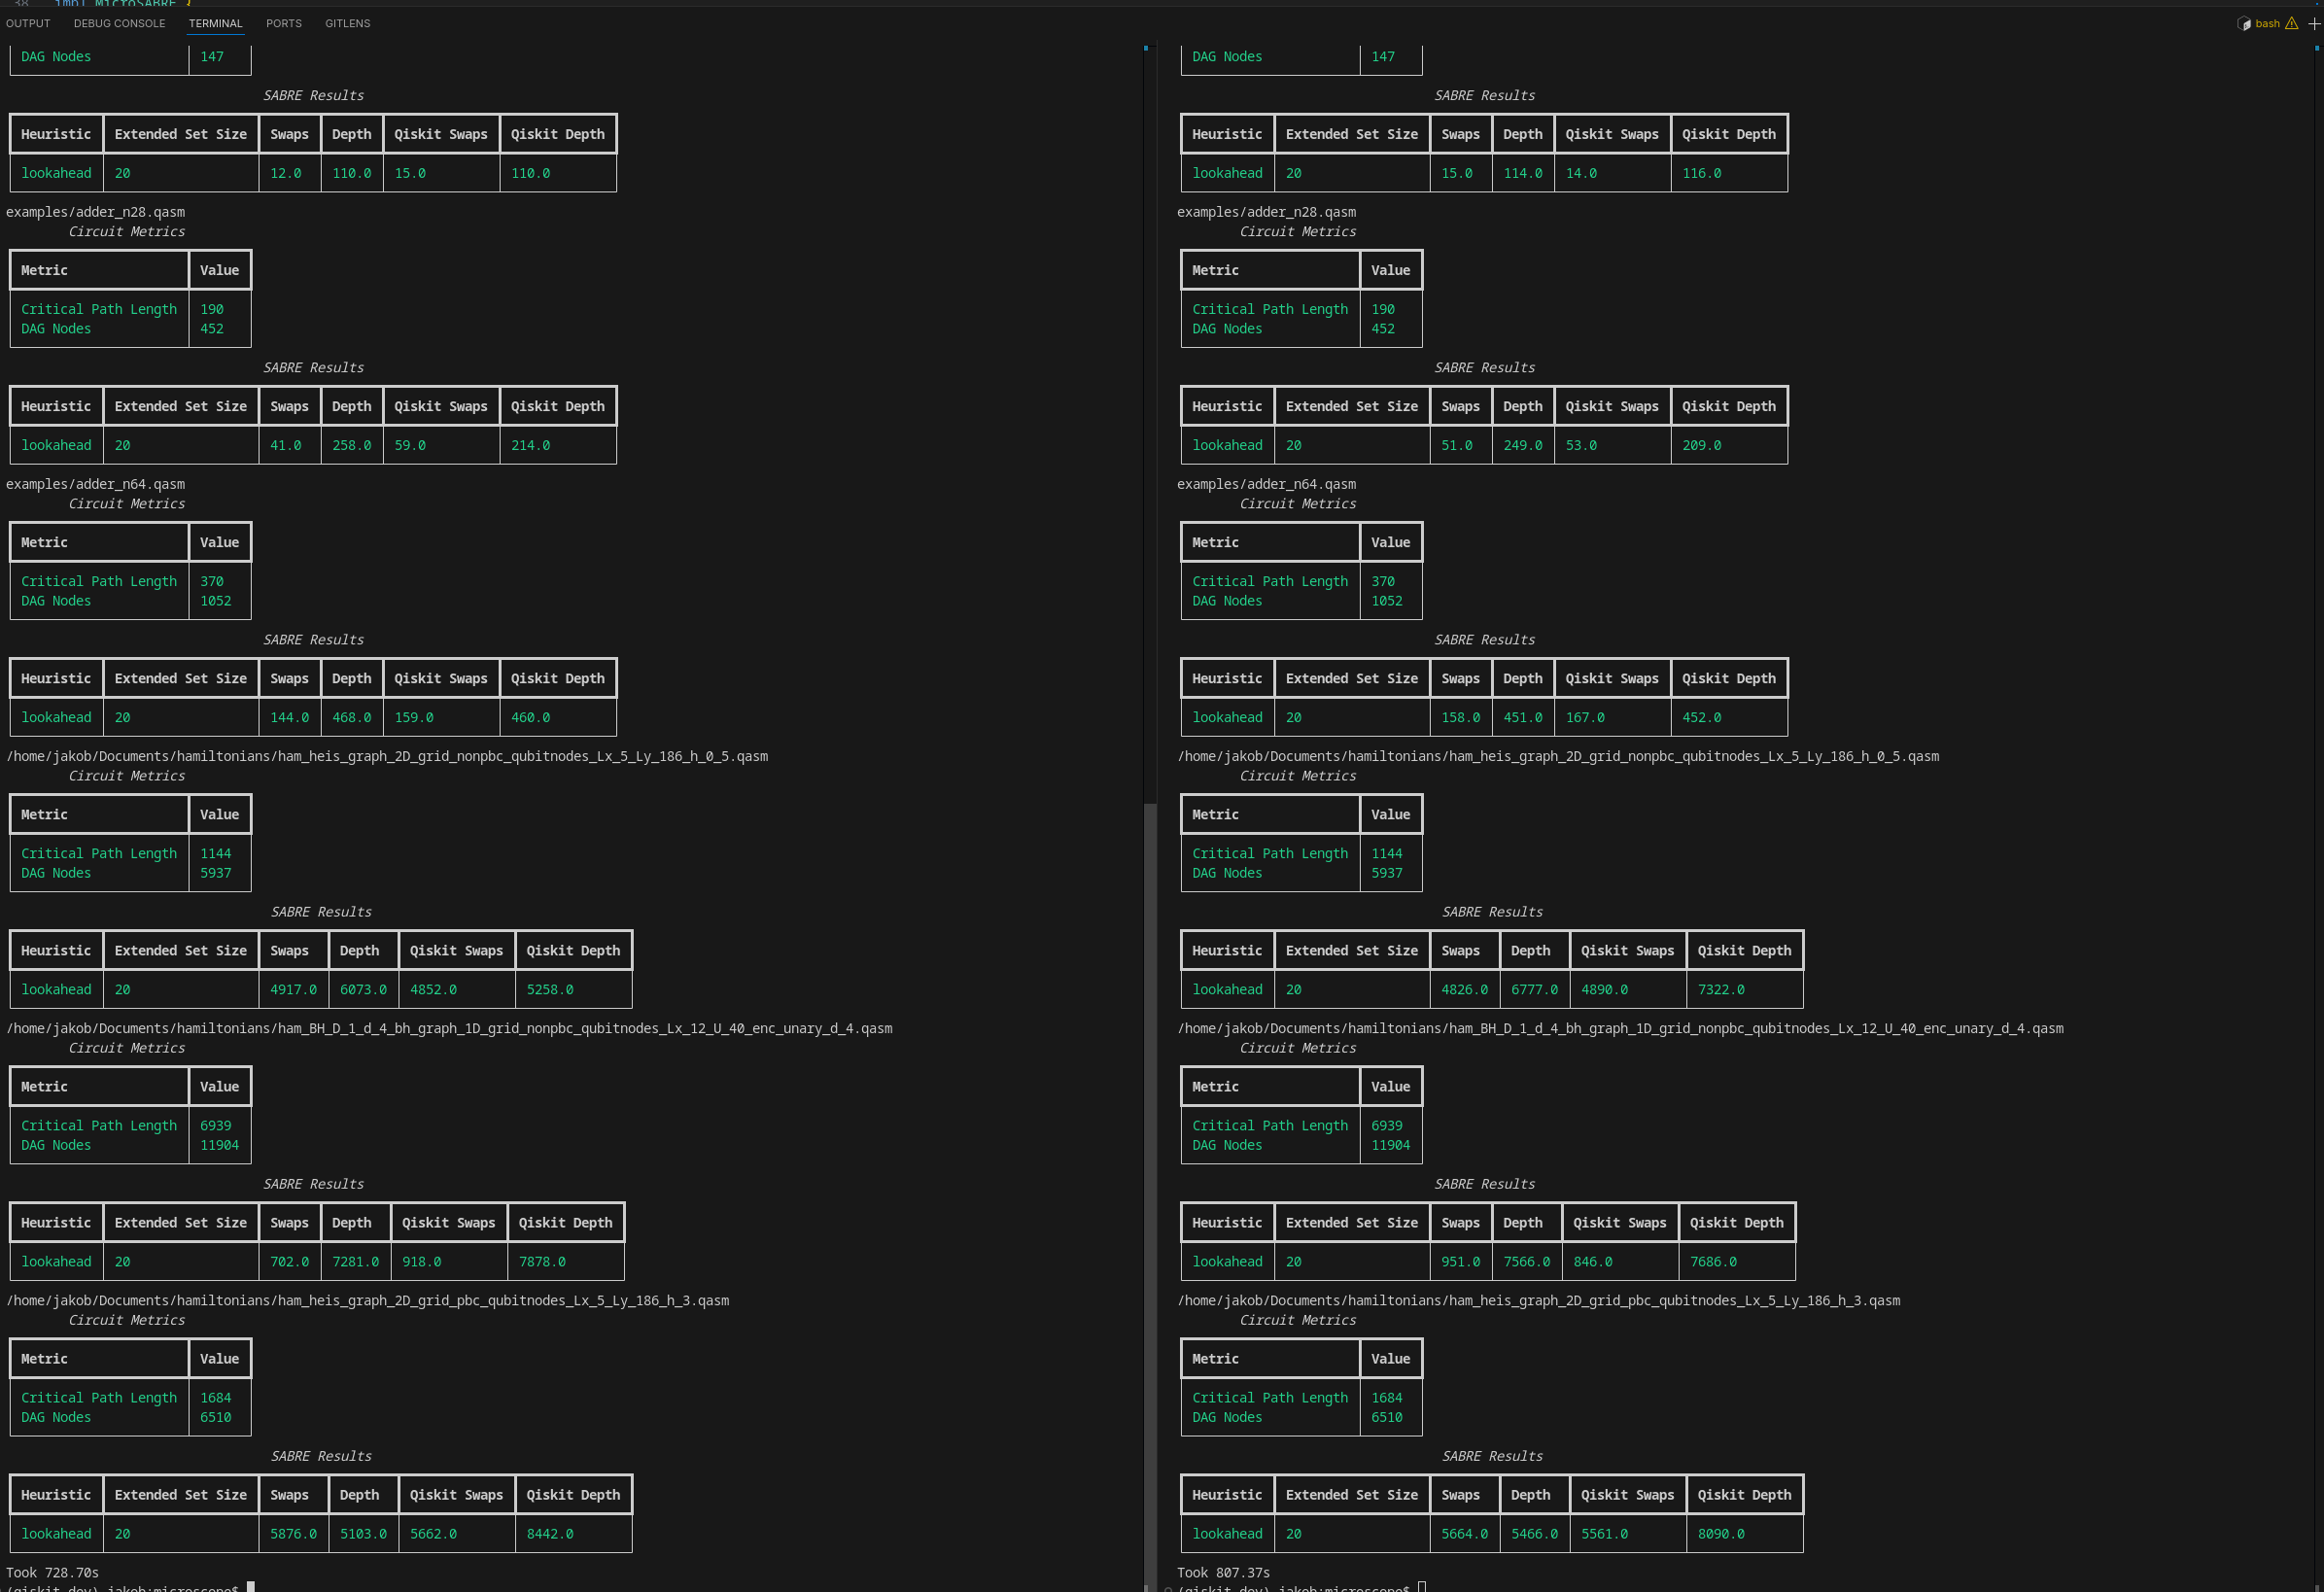 38 impl MicroSABRE {
OUTPUT DEBUG CONSOLE TERMINAL PORTS GITLENS bash
DAG Nodes 147
SABRE Results
Heuristic Extended Set Size Swaps Depth Qiskit Swaps Qiskit Depth
lookahead 20 12.0 110.0 15.0 110.0
examples/adder_n28.qasm
Circuit Metrics
Metric Value
Critical Path Length 190
DAG Nodes 452
SABRE Results
Heuristic Extended Set Size Swaps Depth Qiskit Swaps Qiskit Depth
lookahead 20 41.0 258.0 59.0 214.0
examples/adder_n64.qasm
Circuit Metrics
Metric Value
Critical Path Length 370
DAG Nodes 1052
SABRE Results
Heuristic Extended Set Size Swaps Depth Qiskit Swaps Qiskit Depth
lookahead 20 144.0 468.0 159.0 460.0
/home/jakob/Documents/hamiltonians/ham_heis_graph_2D_grid_nonpbc_qubitnodes_Lx_5_Ly_186_h_0_5.qasm
Circuit Metrics
Metric Value
Critical Path Length 1144
DAG Nodes 5937
SABRE Results
Heuristic Extended Set Size Swaps Depth Qiskit Swaps Qiskit Depth
lookahead 20 4917.0 6073.0 4852.0 5258.0
/home/jakob/Documents/hamiltonians/ham_BH_D_1_d_4_bh_graph_1D_grid_nonpbc_qubitnodes_Lx_12_U_40_enc_unary_d_4.qasm
Circuit Metrics
Metric Value
Critical Path Length 6939
DAG Nodes 11904
SABRE Results
Heuristic Extended Set Size Swaps Depth Qiskit Swaps Qiskit Depth
lookahead 20 702.0 7281.0 918.0 7878.0
/home/jakob/Documents/hamiltonians/ham_heis_graph_2D_grid_pbc_qubitnodes_Lx_5_Ly_186_h_3.qasm
Circuit Metrics
Metric Value
Critical Path Length 1684
DAG Nodes 6510
SABRE Results
Heuristic Extended Set Size Swaps Depth Qiskit Swaps Qiskit Depth
lookahead 20 5876.0 5103.0 5662.0 8442.0
Took 728.70s
(qiskit_dev) jakob:microscope$
DAG Nodes 147
SABRE Results
Heuristic Extended Set Size Swaps Depth Qiskit Swaps Qiskit Depth
lookahead 20 15.0 114.0 14.0 116.0
examples/adder_n28.qasm
Circuit Metrics
Metric Value
Critical Path Length 190
DAG Nodes 452
SABRE Results
Heuristic Extended Set Size Swaps Depth Qiskit Swaps Qiskit Depth
lookahead 20 51.0 249.0 53.0 209.0
examples/adder_n64.qasm
Circuit Metrics
Metric Value
Critical Path Length 370
DAG Nodes 1052
SABRE Results
Heuristic Extended Set Size Swaps Depth Qiskit Swaps Qiskit Depth
lookahead 20 158.0 451.0 167.0 452.0
/home/jakob/Documents/hamiltonians/ham_heis_graph_2D_grid_nonpbc_qubitnodes_Lx_5_Ly_186_h_0_5.qasm
Circuit Metrics
Metric Value
Critical Path Length 1144
DAG Nodes 5937
SABRE Results
Heuristic Extended Set Size Swaps Depth Qiskit Swaps Qiskit Depth
lookahead 20 4826.0 6777.0 4890.0 7322.0
/home/jakob/Documents/hamiltonians/ham_BH_D_1_d_4_bh_graph_1D_grid_nonpbc_qubitnodes_Lx_12_U_40_enc_unary_d_4.qasm
Circuit Metrics
Metric Value
Critical Path Length 6939
DAG Nodes 11904
SABRE Results
Heuristic Extended Set Size Swaps Depth Qiskit Swaps Qiskit Depth
lookahead 20 951.0 7566.0 846.0 7686.0
/home/jakob/Documents/hamiltonians/ham_heis_graph_2D_grid_pbc_qubitnodes_Lx_5_Ly_186_h_3.qasm
Circuit Metrics
Metric Value
Critical Path Length 1684
DAG Nodes 6510
SABRE Results
Heuristic Extended Set Size Swaps Depth Qiskit Swaps Qiskit Depth
lookahead 20 5664.0 5466.0 5561.0 8090.0
Took 807.37s
(qiskit_dev) jakob:microscope$